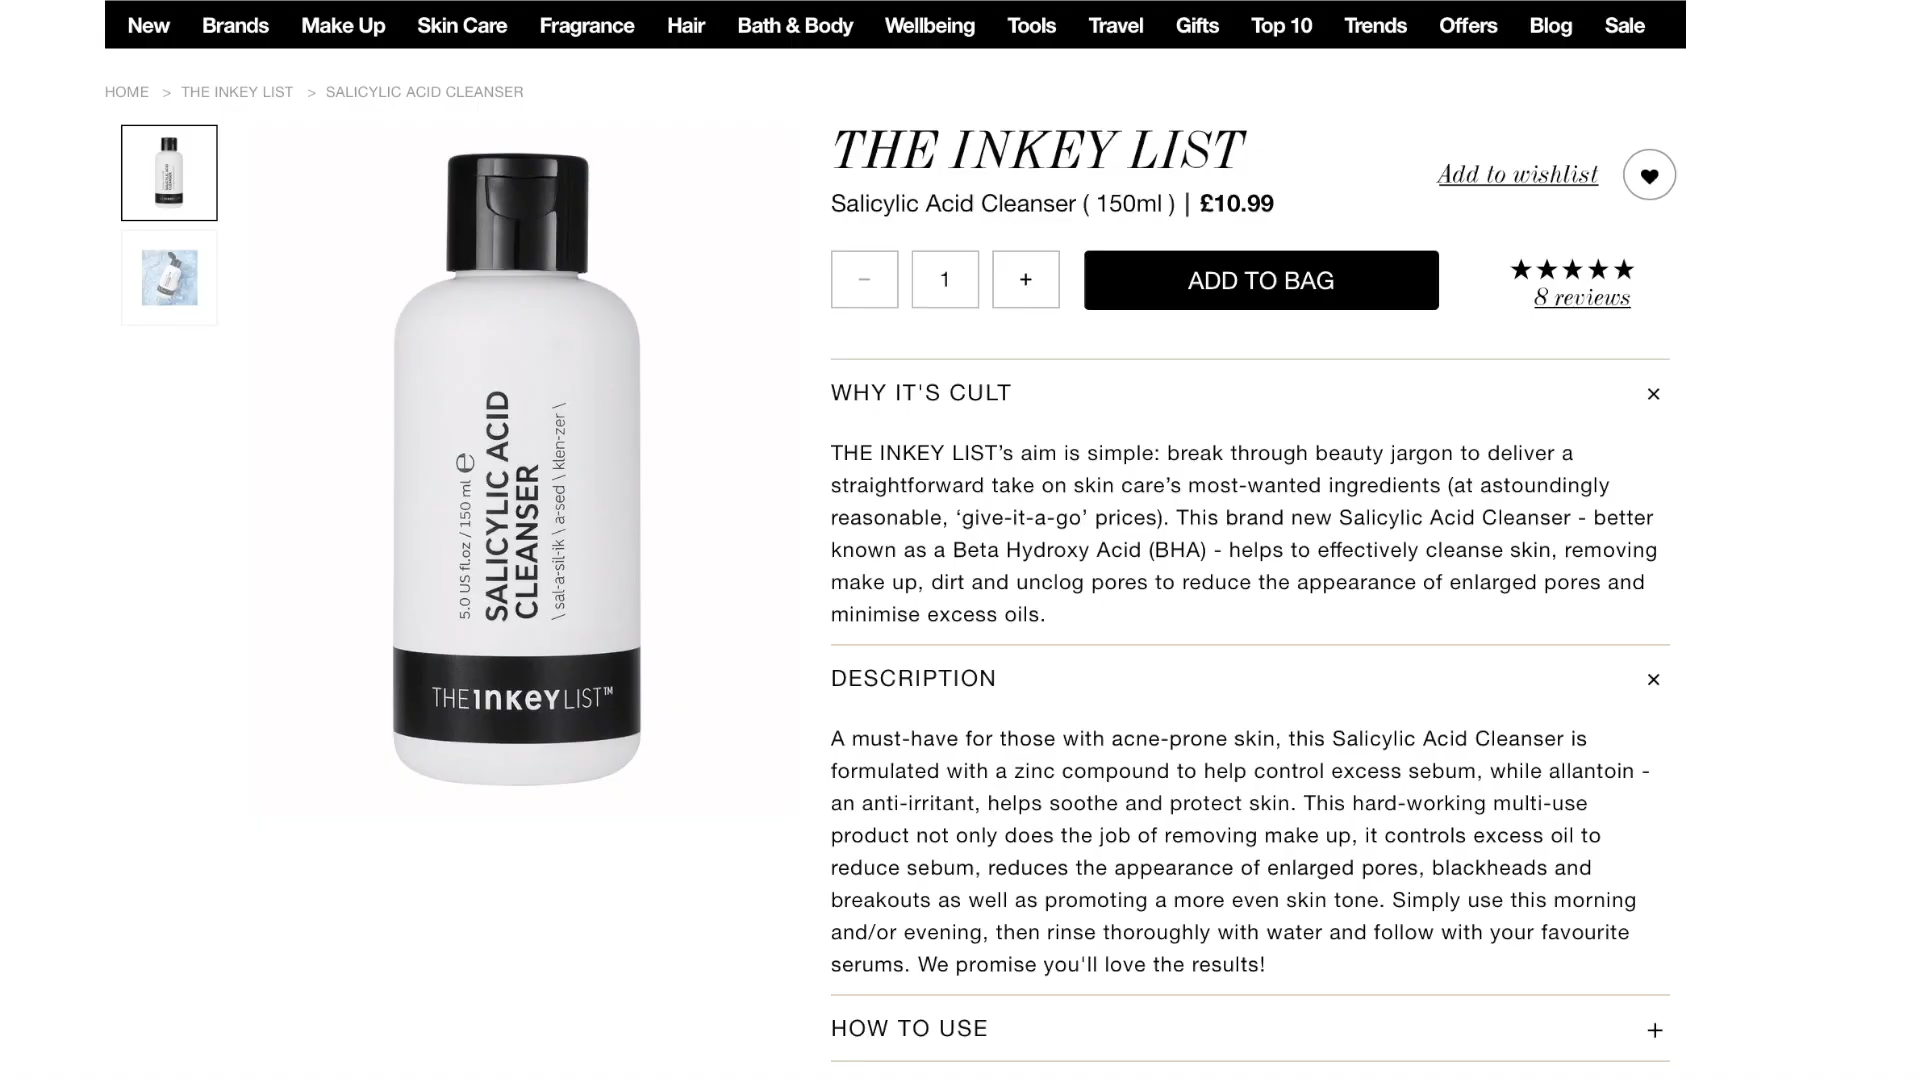 New Brands Make Up Skin Care Fragrance Hair Bath & Body Wellbeing Tools Travel Gifts Top 10 Trends Offers Blog Sale
HOME > THE INKEY LIST > SALICYLIC ACID CLEANSER
5.0 US fl.oz / 150 ml ℮
SALICYLIC ACID
CLEANSER
\ sal-a-sil-ik \ a-sed \ klen-zer \
THE INKEY LIST™
THE INKEY LIST
Add to wishlist
Salicylic Acid Cleanser ( 150ml ) | £10.99
− 1 + ADD TO BAG
★★★★★
8 reviews
WHY IT'S CULT ×
THE INKEY LIST’s aim is simple: break through beauty jargon to deliver a
straightforward take on skin care’s most-wanted ingredients (at astoundingly
reasonable, ‘give-it-a-go’ prices). This brand new Salicylic Acid Cleanser - better
known as a Beta Hydroxy Acid (BHA) - helps to effectively cleanse skin, removing
make up, dirt and unclog pores to reduce the appearance of enlarged pores and
minimise excess oils.
DESCRIPTION ×
A must-have for those with acne-prone skin, this Salicylic Acid Cleanser is
formulated with a zinc compound to help control excess sebum, while allantoin -
an anti-irritant, helps soothe and protect skin. This hard-working multi-use
product not only does the job of removing make up, it controls excess oil to
reduce sebum, reduces the appearance of enlarged pores, blackheads and
breakouts as well as promoting a more even skin tone. Simply use this morning
and/or evening, then rinse thoroughly with water and follow with your favourite
serums. We promise you'll love the results!
HOW TO USE +